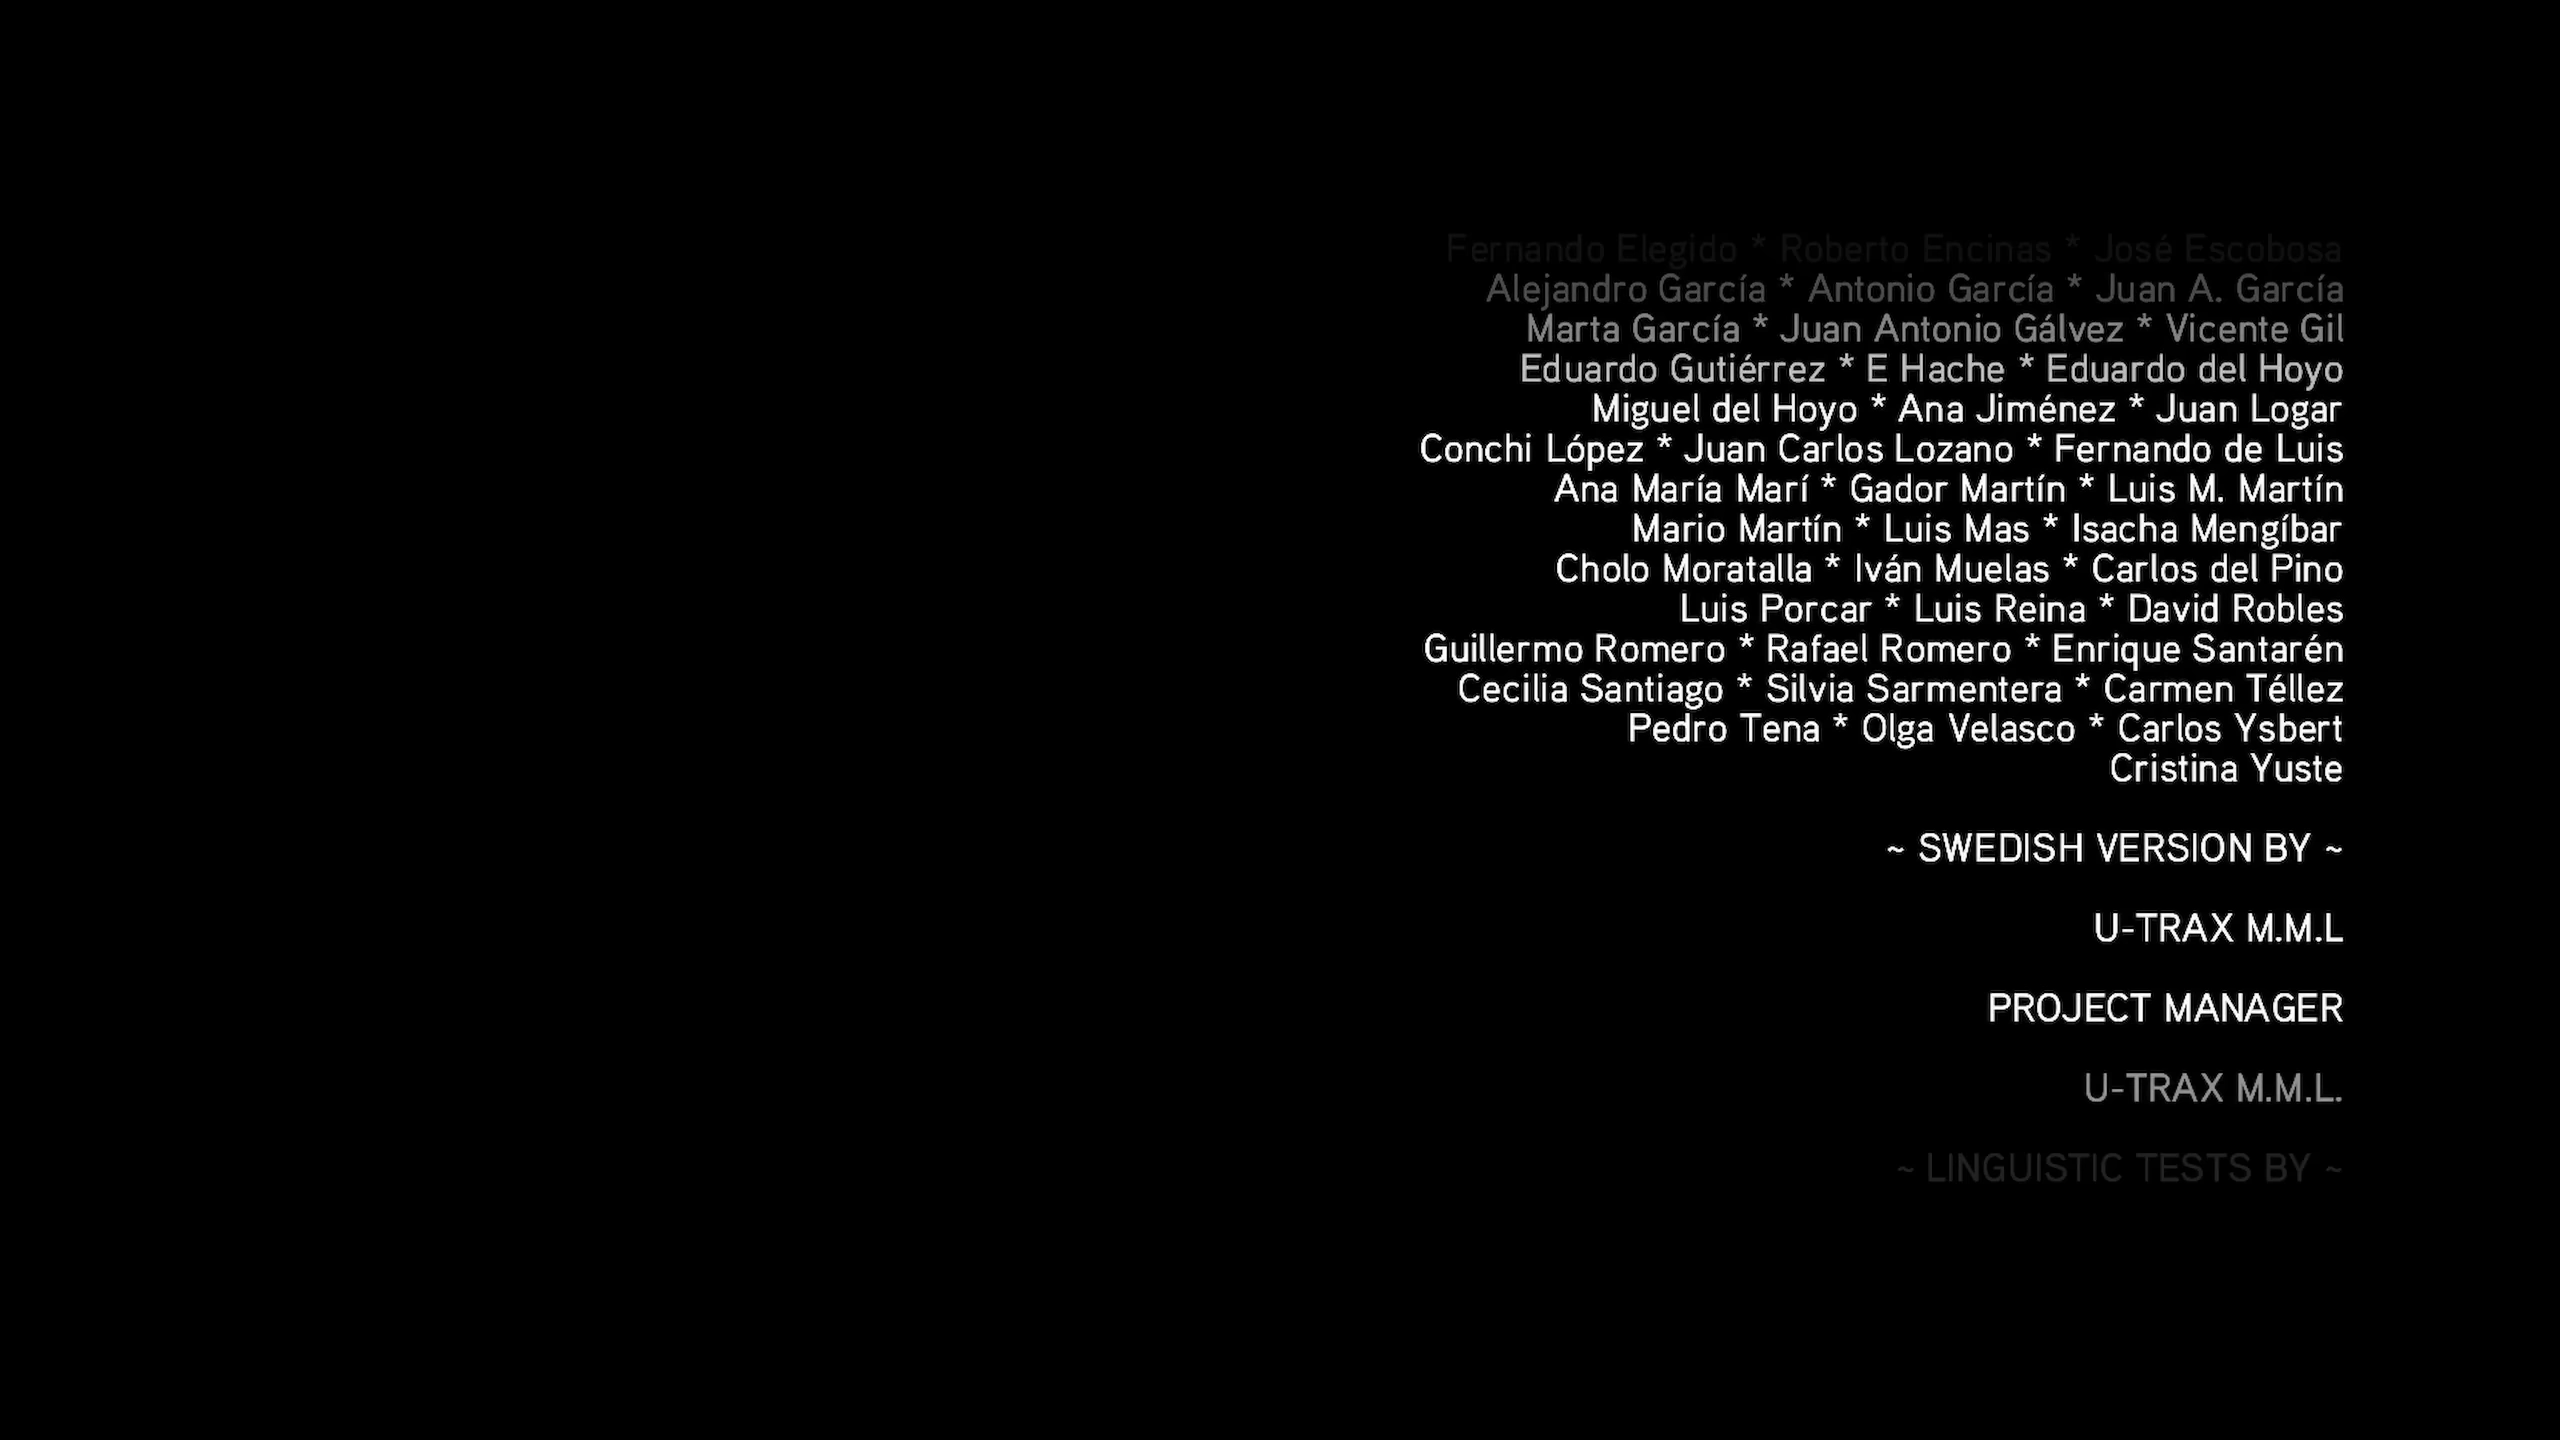 Fernando Elegido * Roberto Encinas * José Escobosa
Alejandro García * Antonio García * Juan A. García
Marta García * Juan Antonio Gálvez * Vicente Gil
Eduardo Gutiérrez * E Hache * Eduardo del Hoyo
Miguel del Hoyo * Ana Jiménez * Juan Logar
Conchi López * Juan Carlos Lozano * Fernando de Luis
Ana María Marí * Gador Martín * Luis M. Martín
Mario Martín * Luis Mas * Isacha Mengíbar
Cholo Moratalla * Iván Muelas * Carlos del Pino
Luis Porcar * Luis Reina * David Robles
Guillermo Romero * Rafael Romero * Enrique Santarén
Cecilia Santiago * Silvia Sarmentera * Carmen Téllez
Pedro Tena * Olga Velasco * Carlos Ysbert
Cristina Yuste
~ SWEDISH VERSION BY ~
U-TRAX M.M.L
PROJECT MANAGER
U-TRAX M.M.L.
~ LINGUISTIC TESTS BY ~